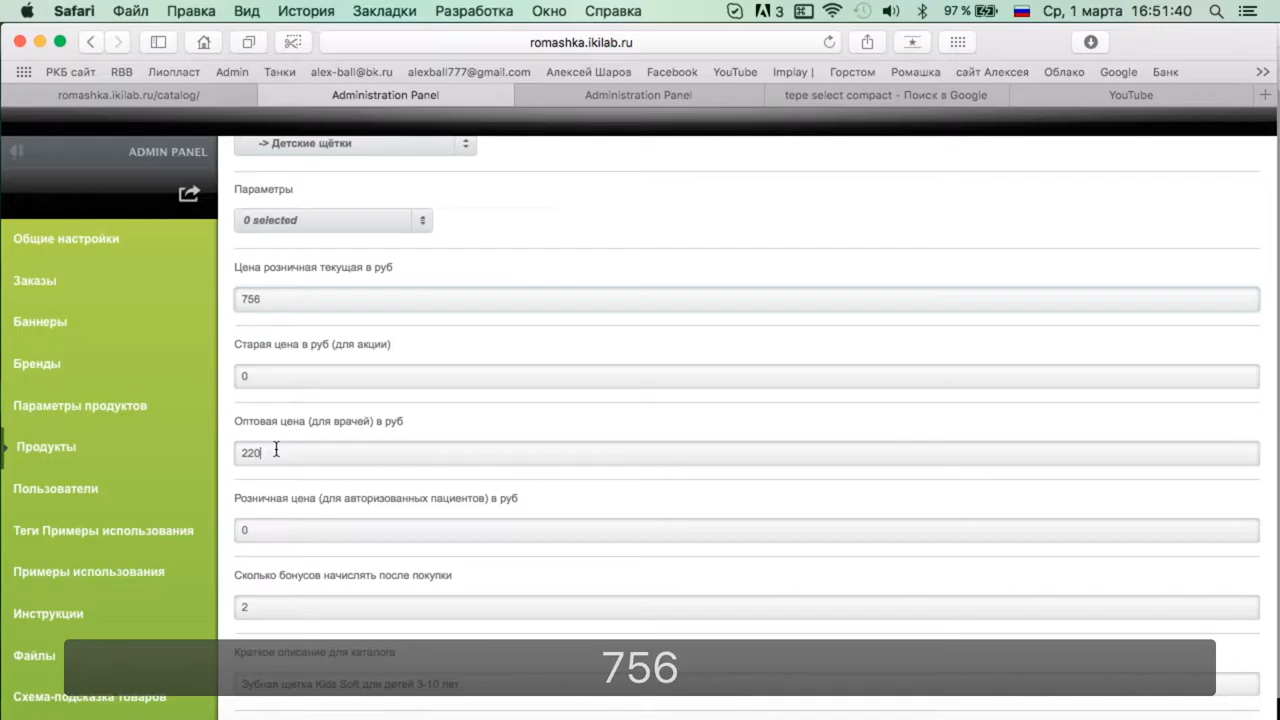 Safari Файл Правка Вид История Закладки Разработка Окно Справка 3 97 % Ср, 1 марта 16:51:40
romashka.ikilab.ru
РКБ сайт RBB Лиопласт Admin Танки alex-ball@bk.ru alexball777@gmail.com Алексей Шаров Facebook YouTube Implay | Горстом Ромашка сайт Алексея Облако Google Банк >>
romashka.ikilab.ru/catalog/ Administration Panel Administration Panel tepe select compact - Поиск в Google YouTube +
ADMIN PANEL
Общие настройки
Заказы
Баннеры
Бренды
Параметры продуктов
Продукты
Пользователи
Теги Примеры использования
Примеры использования
Инструкции
Файлы
Схема-подсказка товаров
-> Детские щётки
Параметры
0 selected
Цена розничная текущая в руб
756
Старая цена в руб (для акции)
0
Оптовая цена (для врачей) в руб
220
Розничная цена (для авторизованных пациентов) в руб
0
Сколько бонусов начислять после покупки
2
Краткое описание для каталога
Зубная щетка Kids Soft для детей 3-10 лет
756